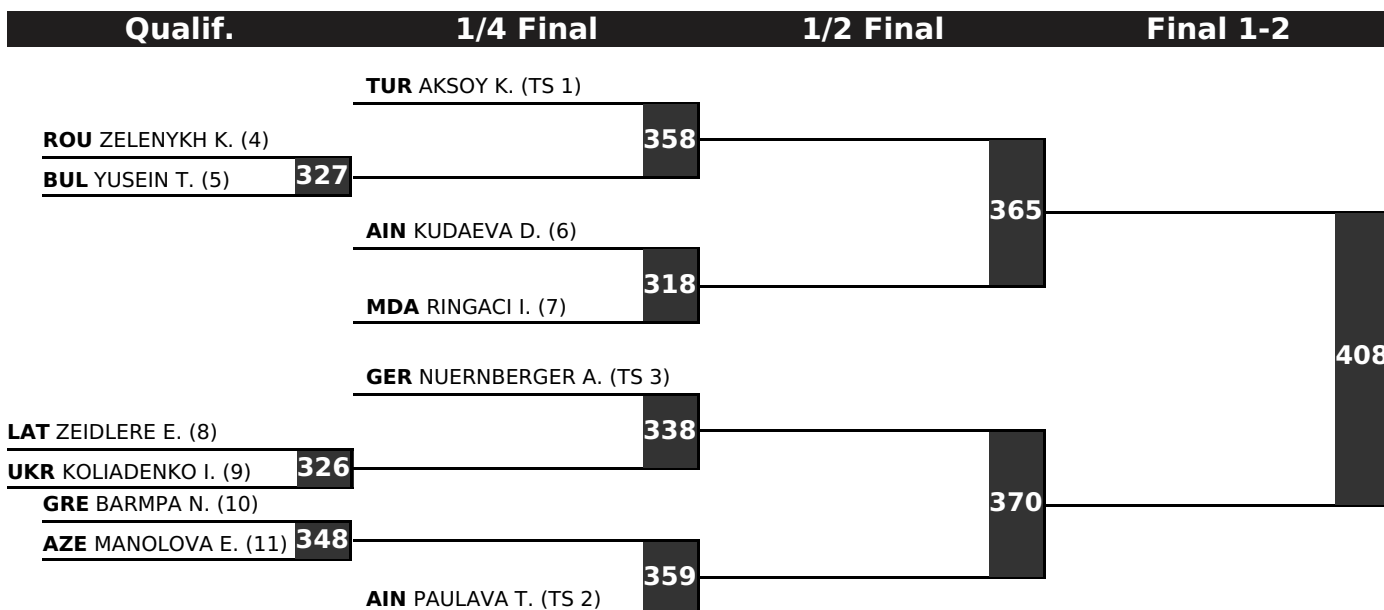 Qualif. 1/4 Final 1/2 Final Final 1-2
TUR AKSOY K. (TS 1)
358
ROU ZELENYKH K. (4)
327
BUL YUSEIN T. (5)
365
AIN KUDAEVA D. (6)
318
MDA RINGACI I. (7)
408
GER NUERNBERGER A. (TS 3)
338
LAT ZEIDLERE E. (8)
326
UKR KOLIADENKO I. (9)
370
GRE BARMPA N. (10)
348
AZE MANOLOVA E. (11)
359
AIN PAULAVA T. (TS 2)